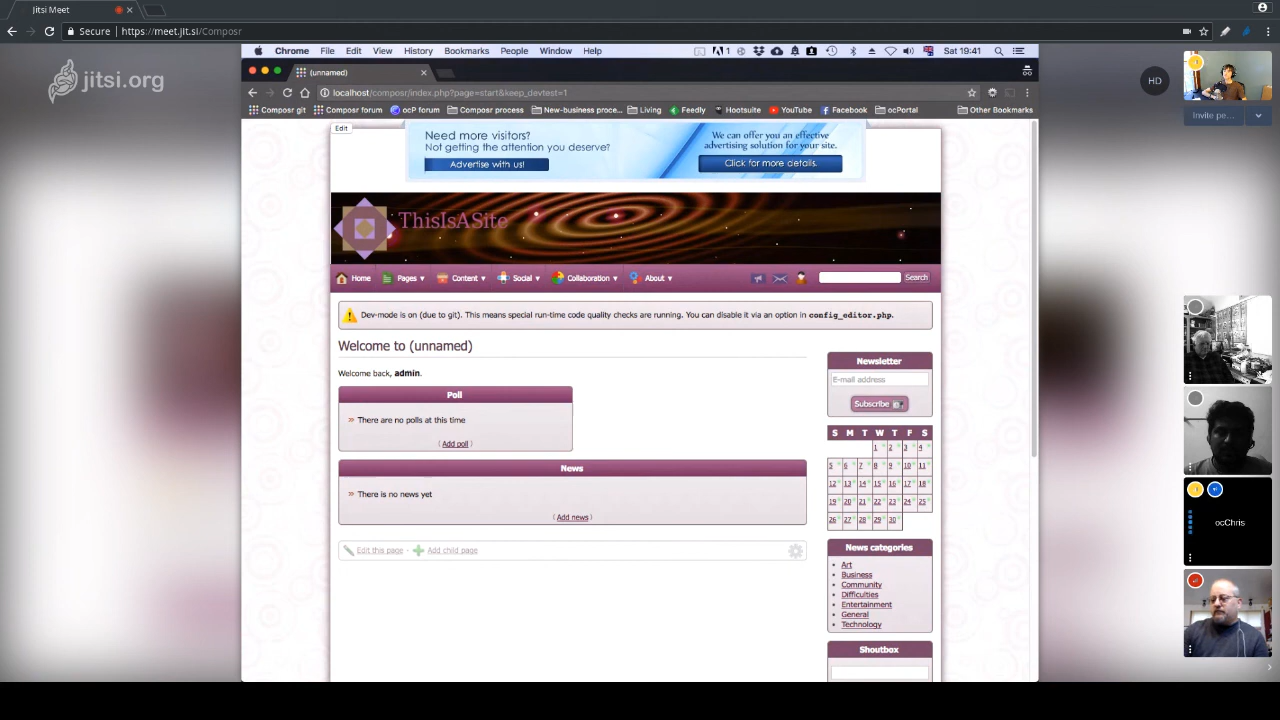 Jitsi Meet
Secure
https://meet.jit.si/Composr
jitsi.org
HD
Invite pe...
ocChris
Chrome File Edit View History Bookmarks People Window Help
1
Sat 19:41
(unnamed)
localhost/composr/index.php?page=start&keep_devtest=1
Composr git Composr forum ocP forum Composr process New-business proc... Living Feedly Hootsuite YouTube Facebook ocPortal Other Bookmarks
Edit
Need more visitors?
Not getting the attention you deserve?
Advertise with us!
We can offer you an effective
advertising solution for your site.
Click for more details.
ThisIsASite
Home Pages Content Social Collaboration About Search
Dev-mode is on (due to git). This means special run-time code quality checks are running. You can disable it via an option in config_editor.php.
Welcome to (unnamed)
Welcome back, admin.
Poll
There are no polls at this time
( Add poll )
News
There is no news yet
( Add news )
Edit this page · Add child page
Newsletter
E-mail address
Subscribe
S M T W T F S
1 2 3 4
5 6 7 8 9 10 11
12 13 14 15 16 17 18
19 20 21 22 23 24 25
26 27 28 29 30
News categories
Art
Business
Community
Difficulties
Entertainment
General
Technology
Shoutbox